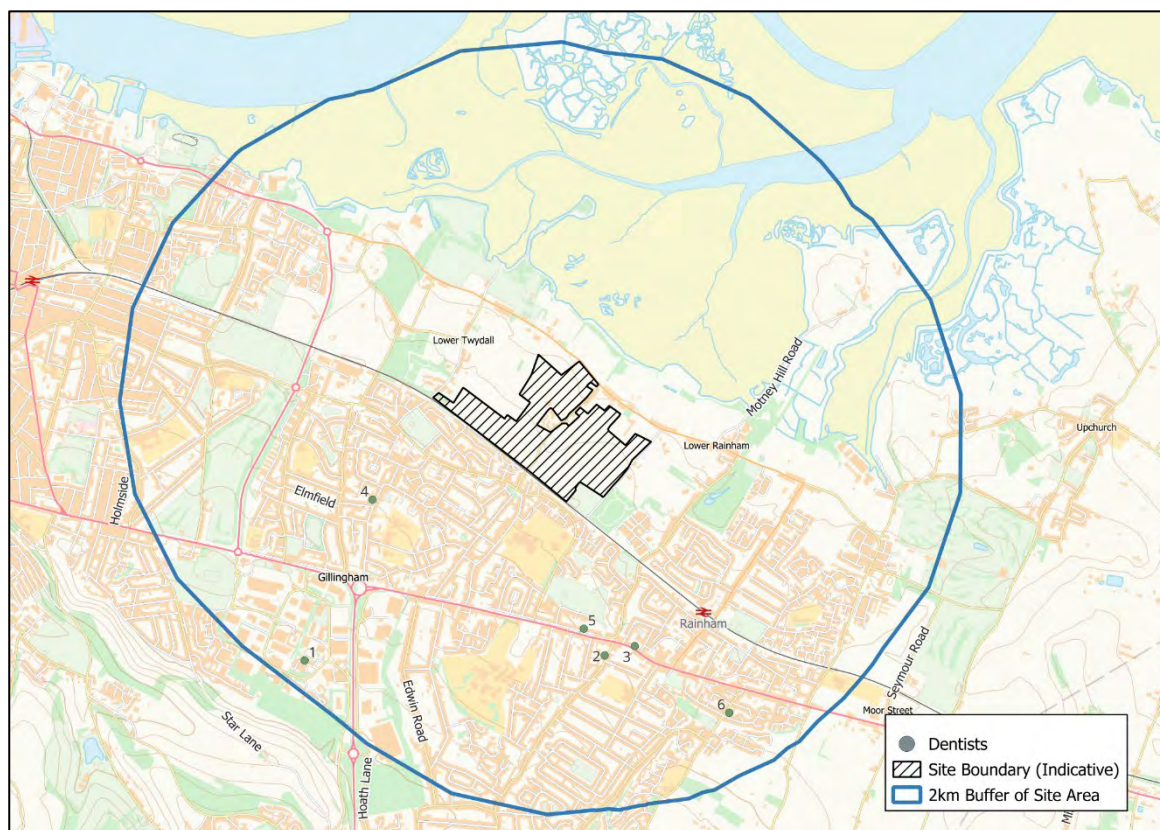 Lower Twydall
Motney Hill Road
Lower Rainham
Upchurch
Holmside
Elmfield
4
Gillingham
5
Rainham
2
3
1
Edwin Road
Seymour Road
6
Moor Street
Star Lane
Hoath Lane
Dentists
Site Boundary (Indicative)
2km Buffer of Site Area